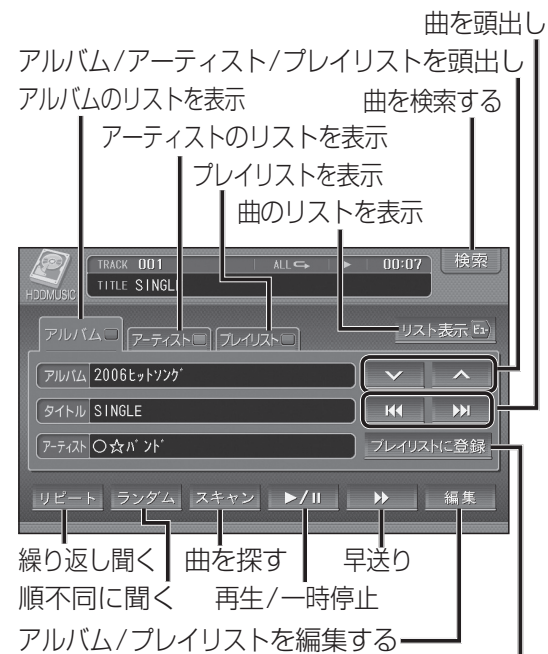 曲を頭出し
アルバム/アーティスト/プレイリストを頭出し
アルバムのリストを表示
曲を検索する
アーティストのリストを表示
プレイリストを表示
曲のリストを表示
HDDMUSIC
TRACK 001 ALL 00:07
TITLE SINGLE
検索
アルバム
アーティスト
プレイリスト
リスト表示
アルバム 2006ヒットソング
タイトル SINGLE
アーティスト ○☆バンド
プレイリストに登録
リピート ランダム スキャン ►/II ►► 編集
繰り返し聞く 曲を探す 早送り
順不同に聞く 再生/一時停止
アルバム/プレイリストを編集する